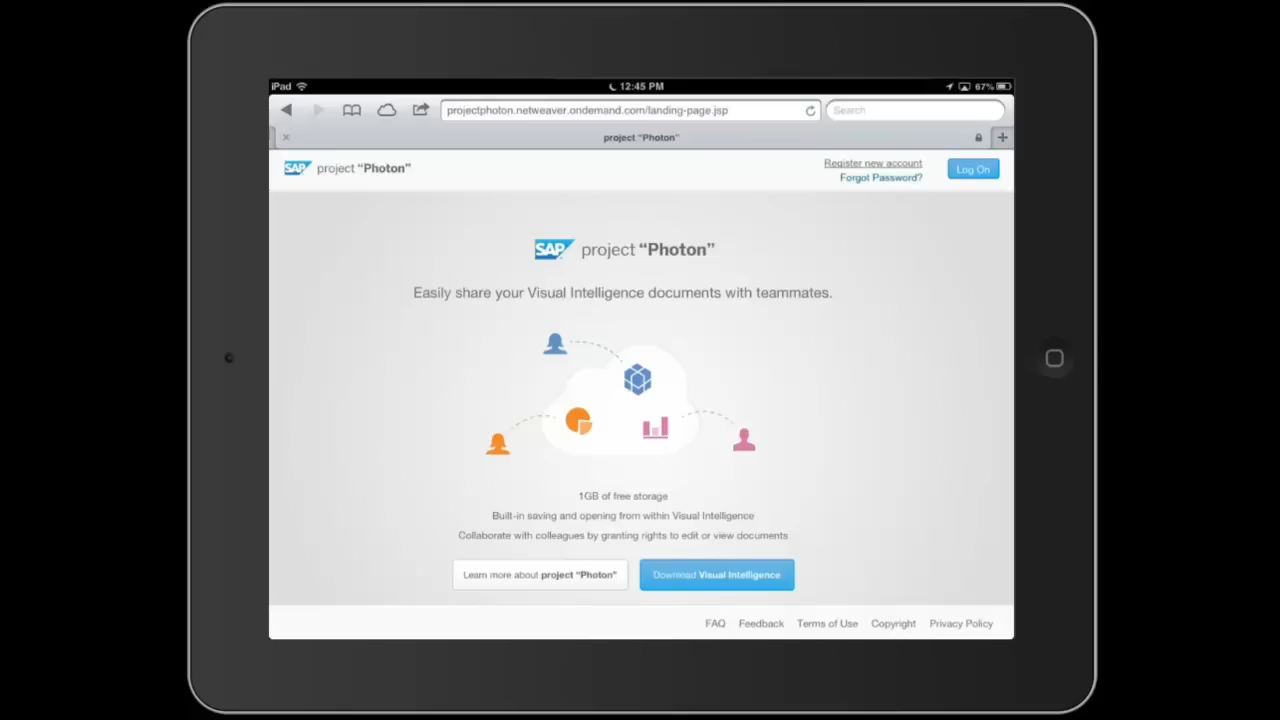 iPad 12:45 PM 67%
projectphoton.netweaver.ondemand.com/landing-page.jsp Search
project “Photon”
SAP project “Photon” Register new account Log On
Forgot Password?
SAP project “Photon”
Easily share your Visual Intelligence documents with teammates.
1GB of free storage
Built-in saving and opening from within Visual Intelligence
Collaborate with colleagues by granting rights to edit or view documents
Learn more about project “Photon” Download Visual Intelligence
FAQ Feedback Terms of Use Copyright Privacy Policy